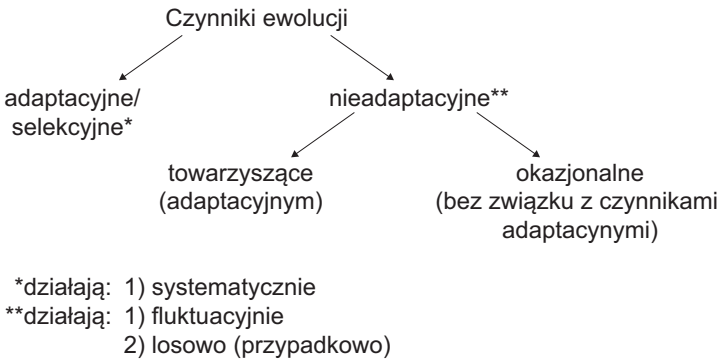 Czynniki ewolucji
adaptacyjne/
selekcyjne*
nieadaptacyjne**
towarzyszące
(adaptacyjnym)
okazjonalne
(bez związku z czynnikami
adaptacynymi)
*działają: 1) systematycznie
**działają: 1) fluktuacyjnie
2) losowo (przypadkowo)